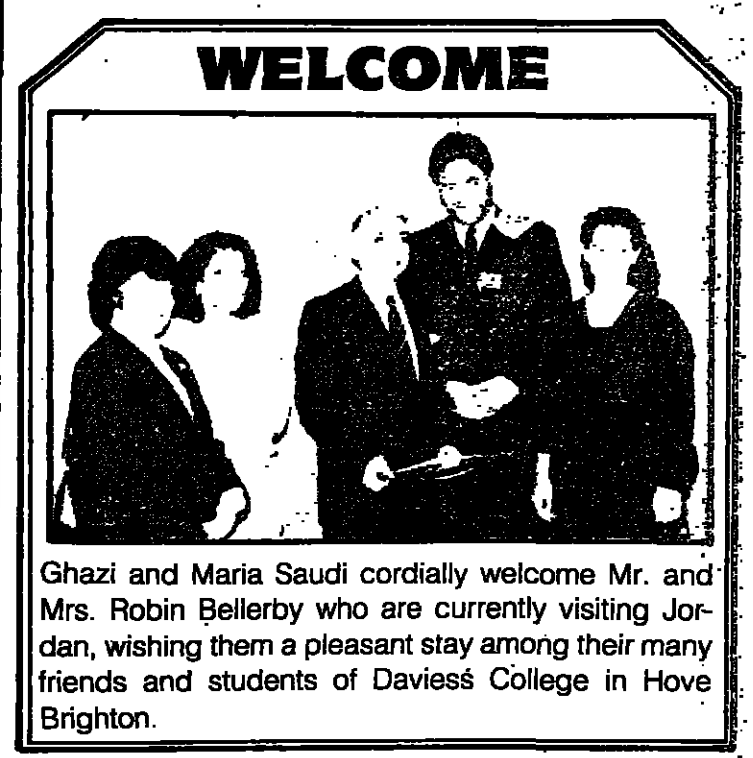 WELCOME
Ghazi and Maria Saudi cordially welcome Mr. and
Mrs. Robin Bellerby who are currently visiting Jor-
dan, wishing them a pleasant stay among their many
friends and students of Daviesś College in Hove
Brighton.